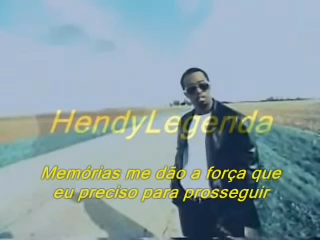 HendyLegenda
Memórias me dão a força que
eu preciso para prosseguir